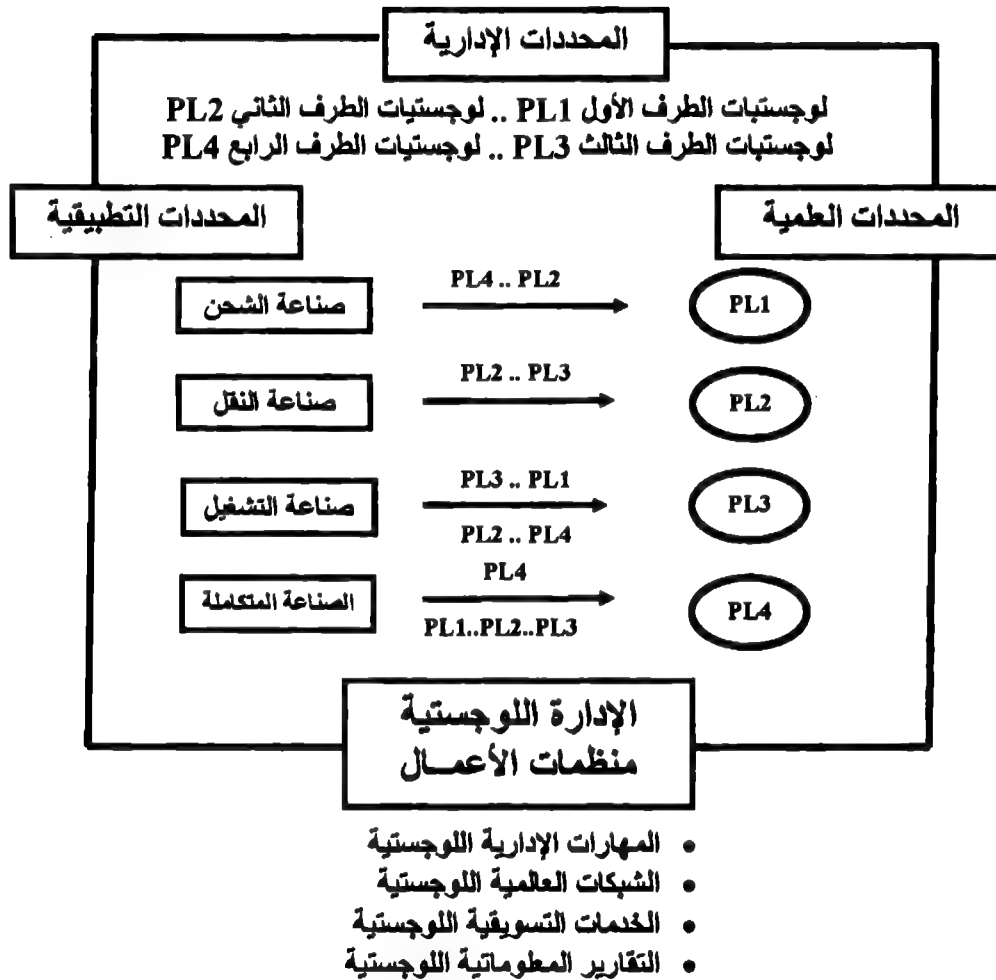 المحددات الإدارية
لوجستيات الطرف الأول PL1 .. لوجستيات الطرف الثاني PL2
لوجستيات الطرف الثالث PL3 .. لوجستيات الطرف الرابع PL4
المحددات العلمية
المحددات التطبيقية
PL1
PL4 .. PL2
صناعة الشحن
PL2
PL2 .. PL3
صناعة النقل
PL3
PL3 .. PL1
PL2 .. PL4
صناعة التشغيل
PL4
PL4
PL1..PL2..PL3
الصناعة المتكاملة
الإدارة اللوجستية
منظمات الأعمــال
• المهارات الإدارية اللوجستية
• الشبكات العالمية اللوجستية
• الخدمات التسويقية اللوجستية
• التقارير المعلوماتية اللوجستية